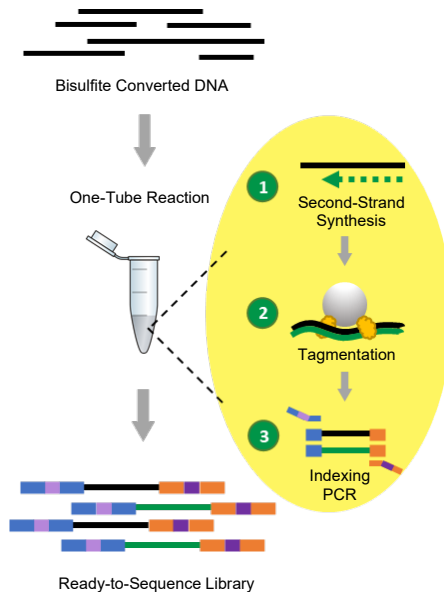 Bisulfite Converted DNA
One-Tube Reaction
1
Second-Strand
Synthesis
2
Tagmentation
3
Indexing
PCR
Ready-to-Sequence Library